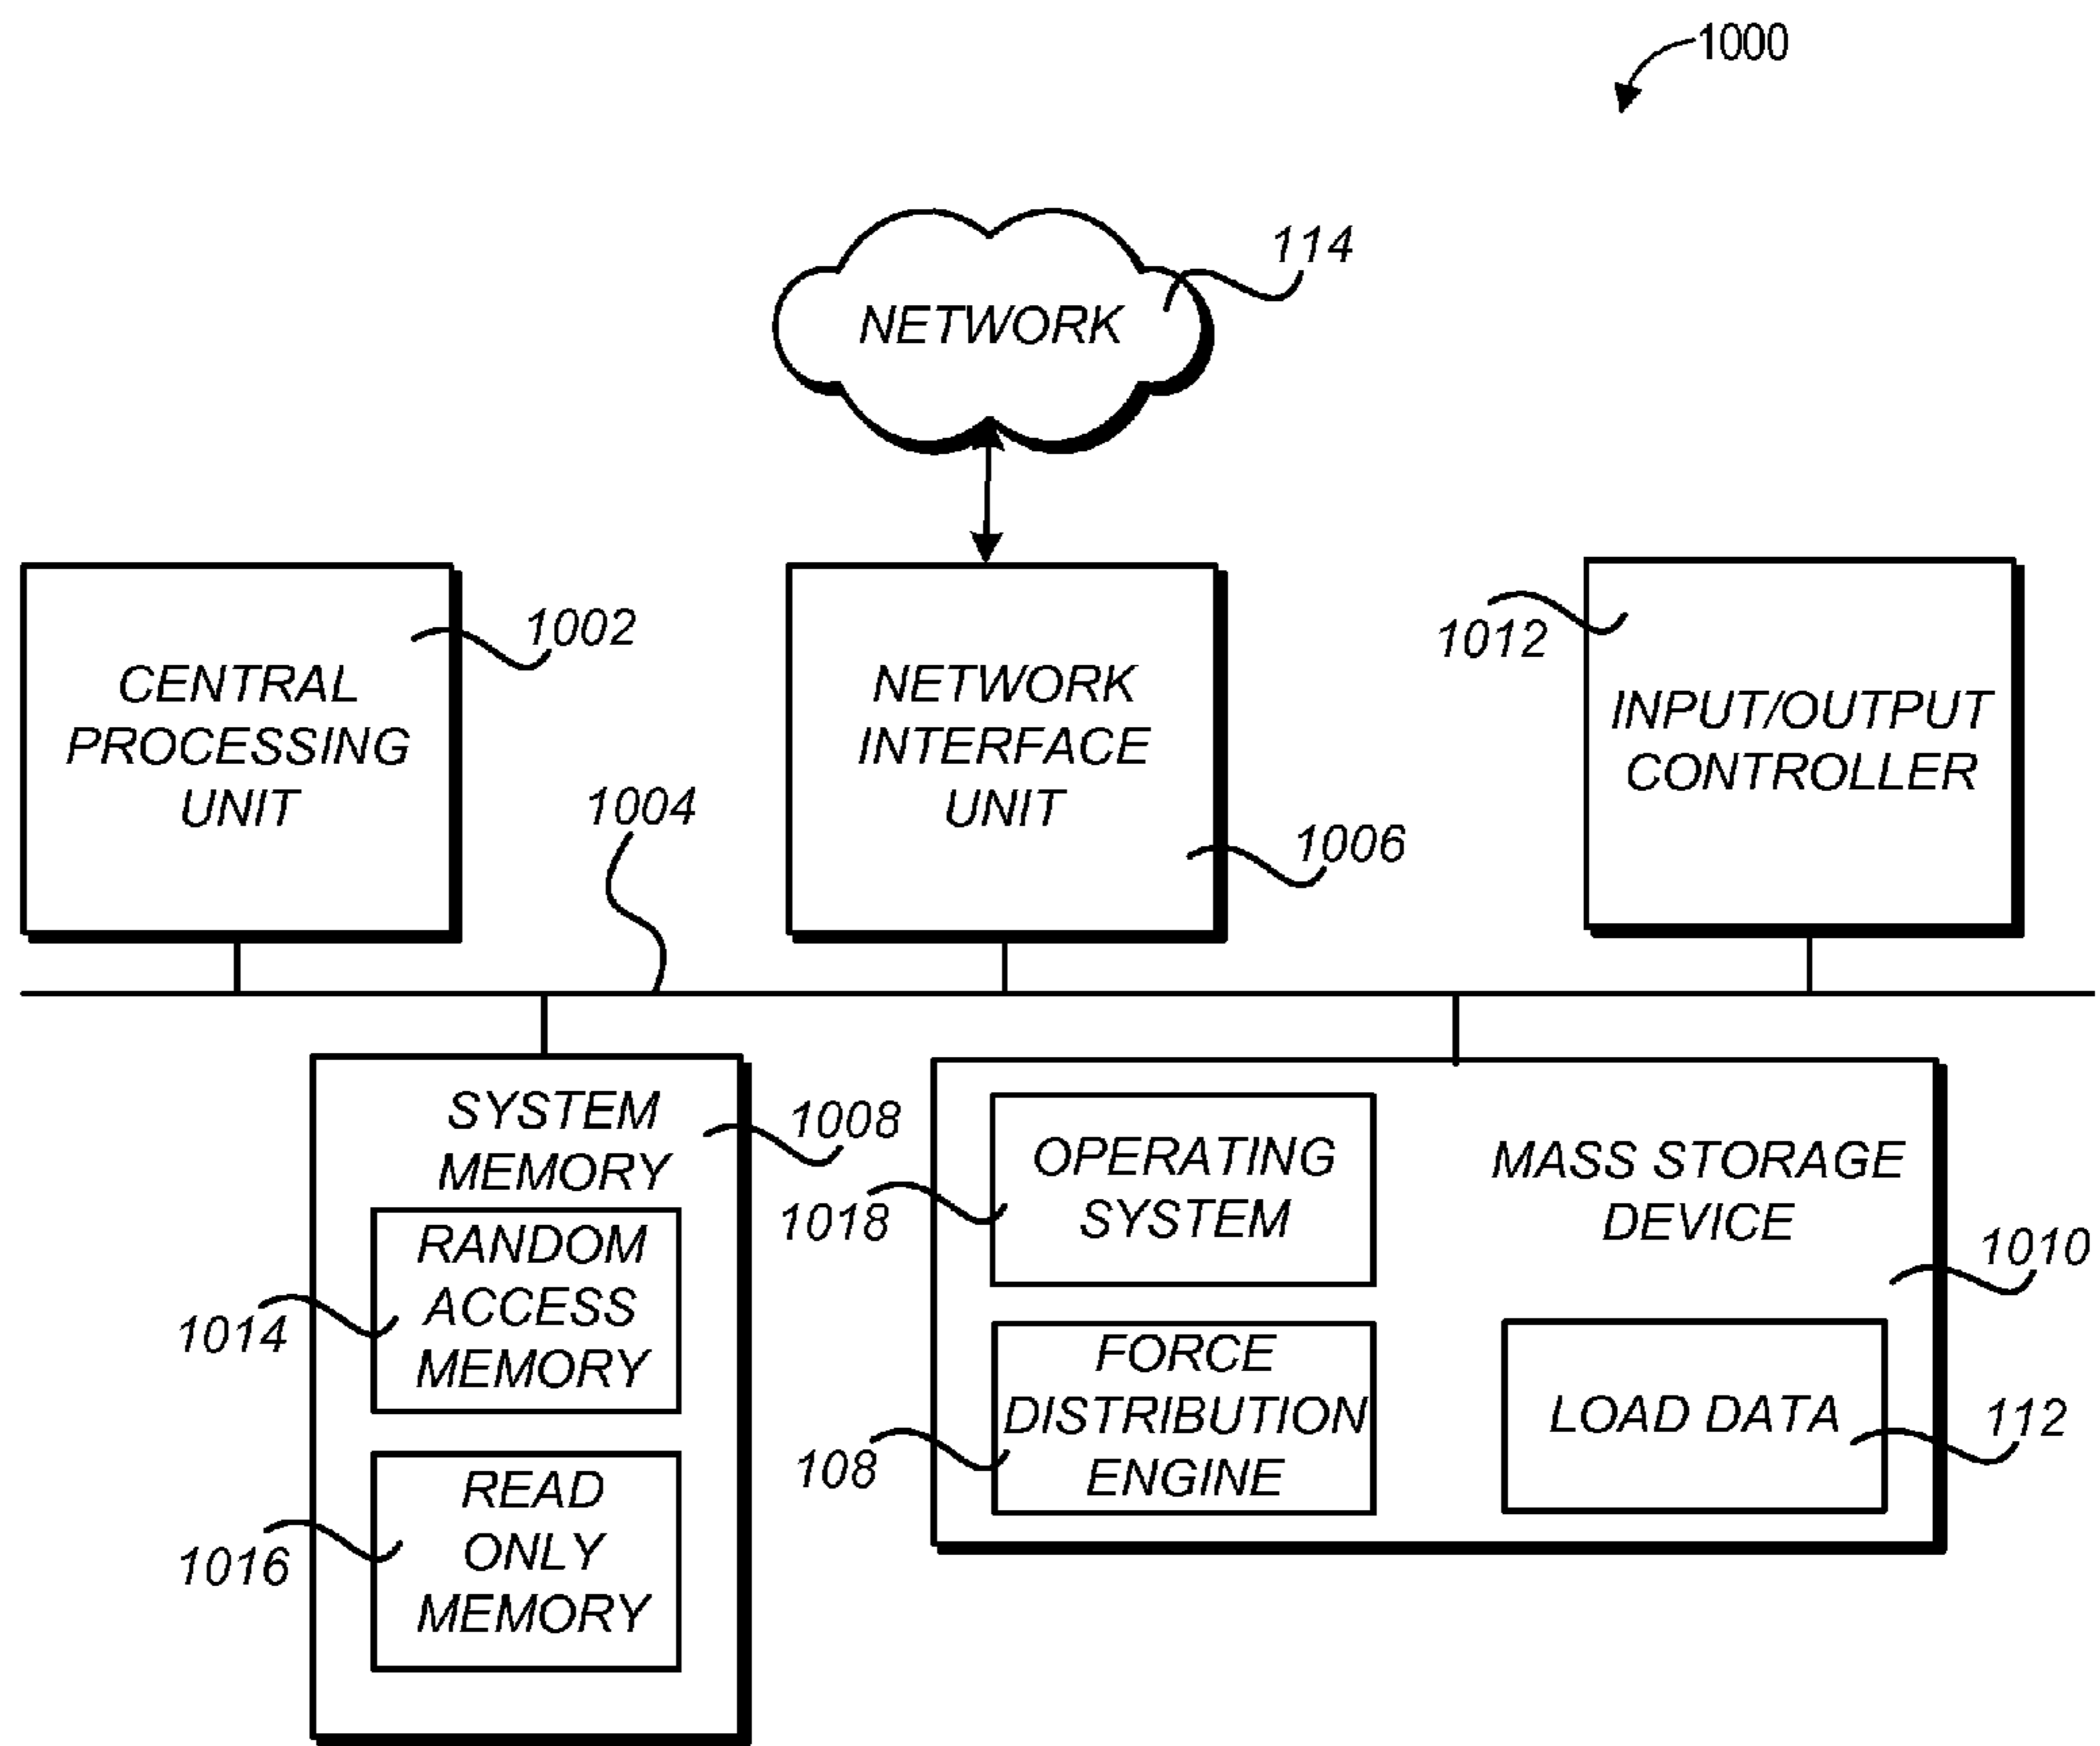 1000
114
NETWORK
1002
CENTRAL
PROCESSING
UNIT
NETWORK
INTERFACE
UNIT
1006
1012
INPUT/OUTPUT
CONTROLLER
1004
SYSTEM
MEMORY
1008
RANDOM
ACCESS
MEMORY
1014
READ
ONLY
MEMORY
1016
OPERATING
SYSTEM
1018
MASS STORAGE
DEVICE
1010
FORCE
DISTRIBUTION
ENGINE
108
LOAD DATA
112